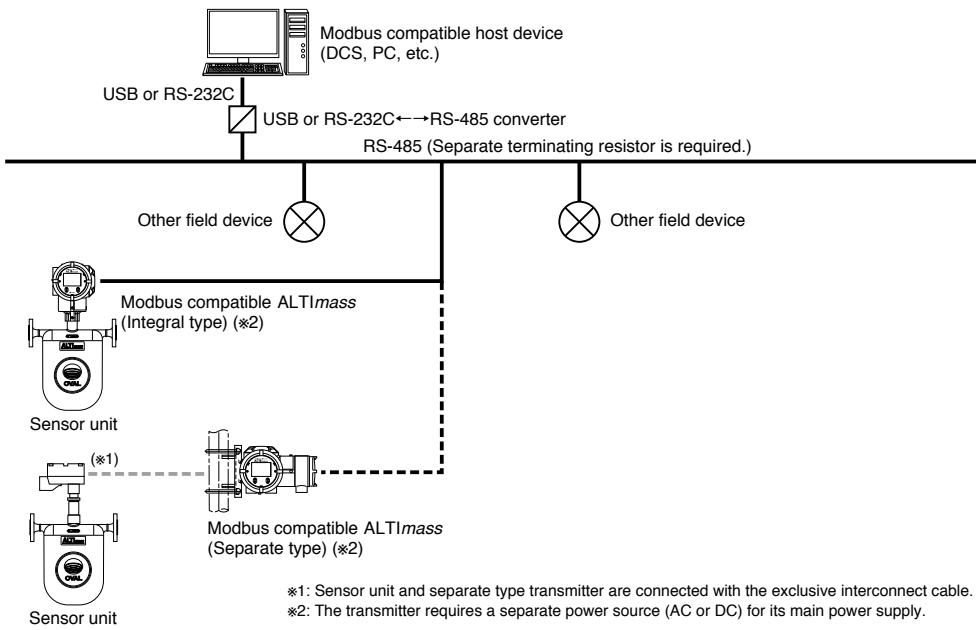 Modbus compatible host device
(DCS, PC, etc.)
USB or RS-232C
USB or RS-232C←→RS-485 converter
RS-485 (Separate terminating resistor is required.)
Other field device
Other field device
Modbus compatible ALTImass
(Integral type) (※2)
ALTImass
OVAL
Sensor unit
(※1)
Modbus compatible ALTImass
(Separate type) (※2)
ALTImass
OVAL
Sensor unit
※1: Sensor unit and separate type transmitter are connected with the exclusive interconnect cable.
※2: The transmitter requires a separate power source (AC or DC) for its main power supply.